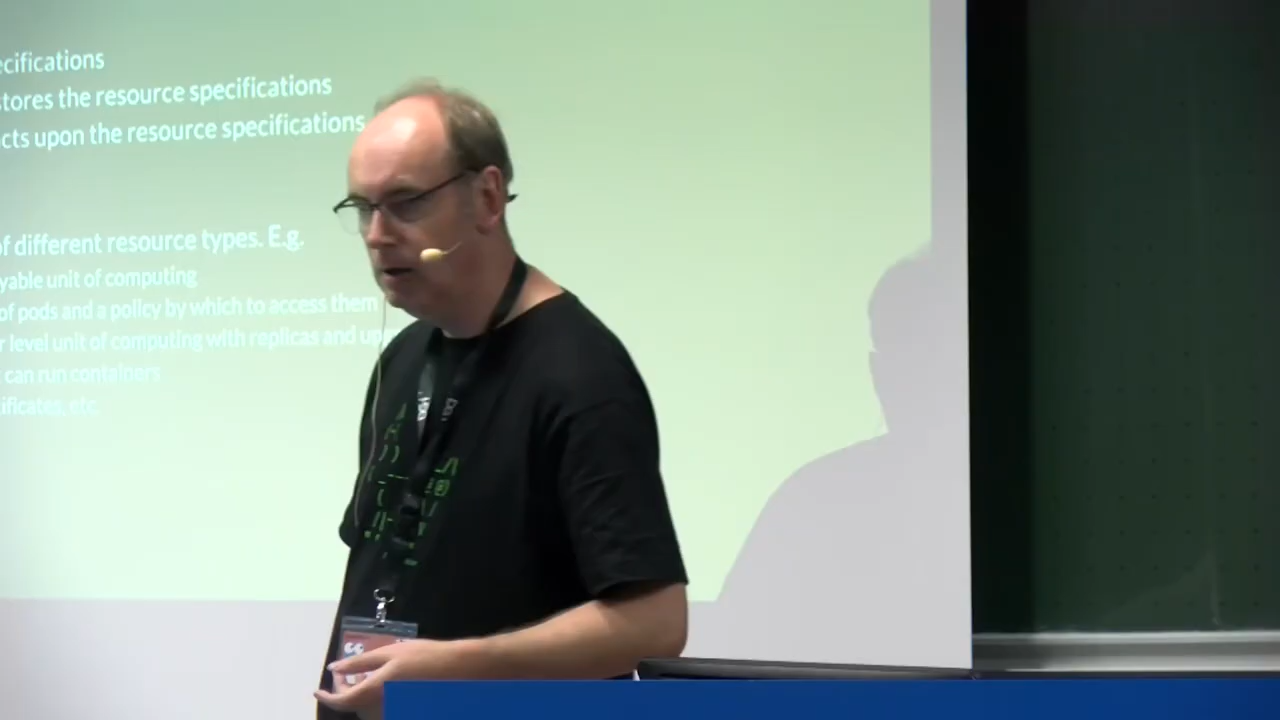 cifications
stores the resource specifications
cts upon the resource specifications
of different resource types. E.g.
yable unit of computing
of pods and a policy by which to access them
r level unit of computing with replicas and up
can run containers
ificates, etc.